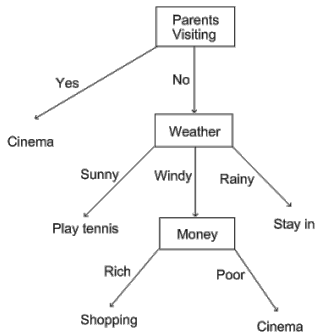 Parents
Visiting
Yes
No
Cinema
Weather
Sunny
Windy
Rainy
Play tennis
Money
Stay in
Rich
Poor
Shopping
Cinema